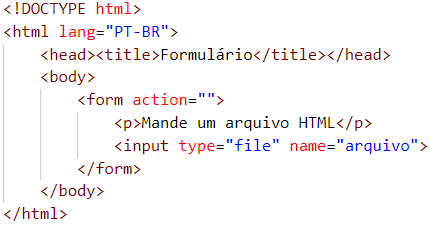 <!DOCTYPE html>
<html lang="PT-BR">
<head><title>Formulário</title></head>
<body>
<form action="">
<p>Mande um arquivo HTML</p>
<input type="file" name="arquivo">
</form>
</body>
</html>